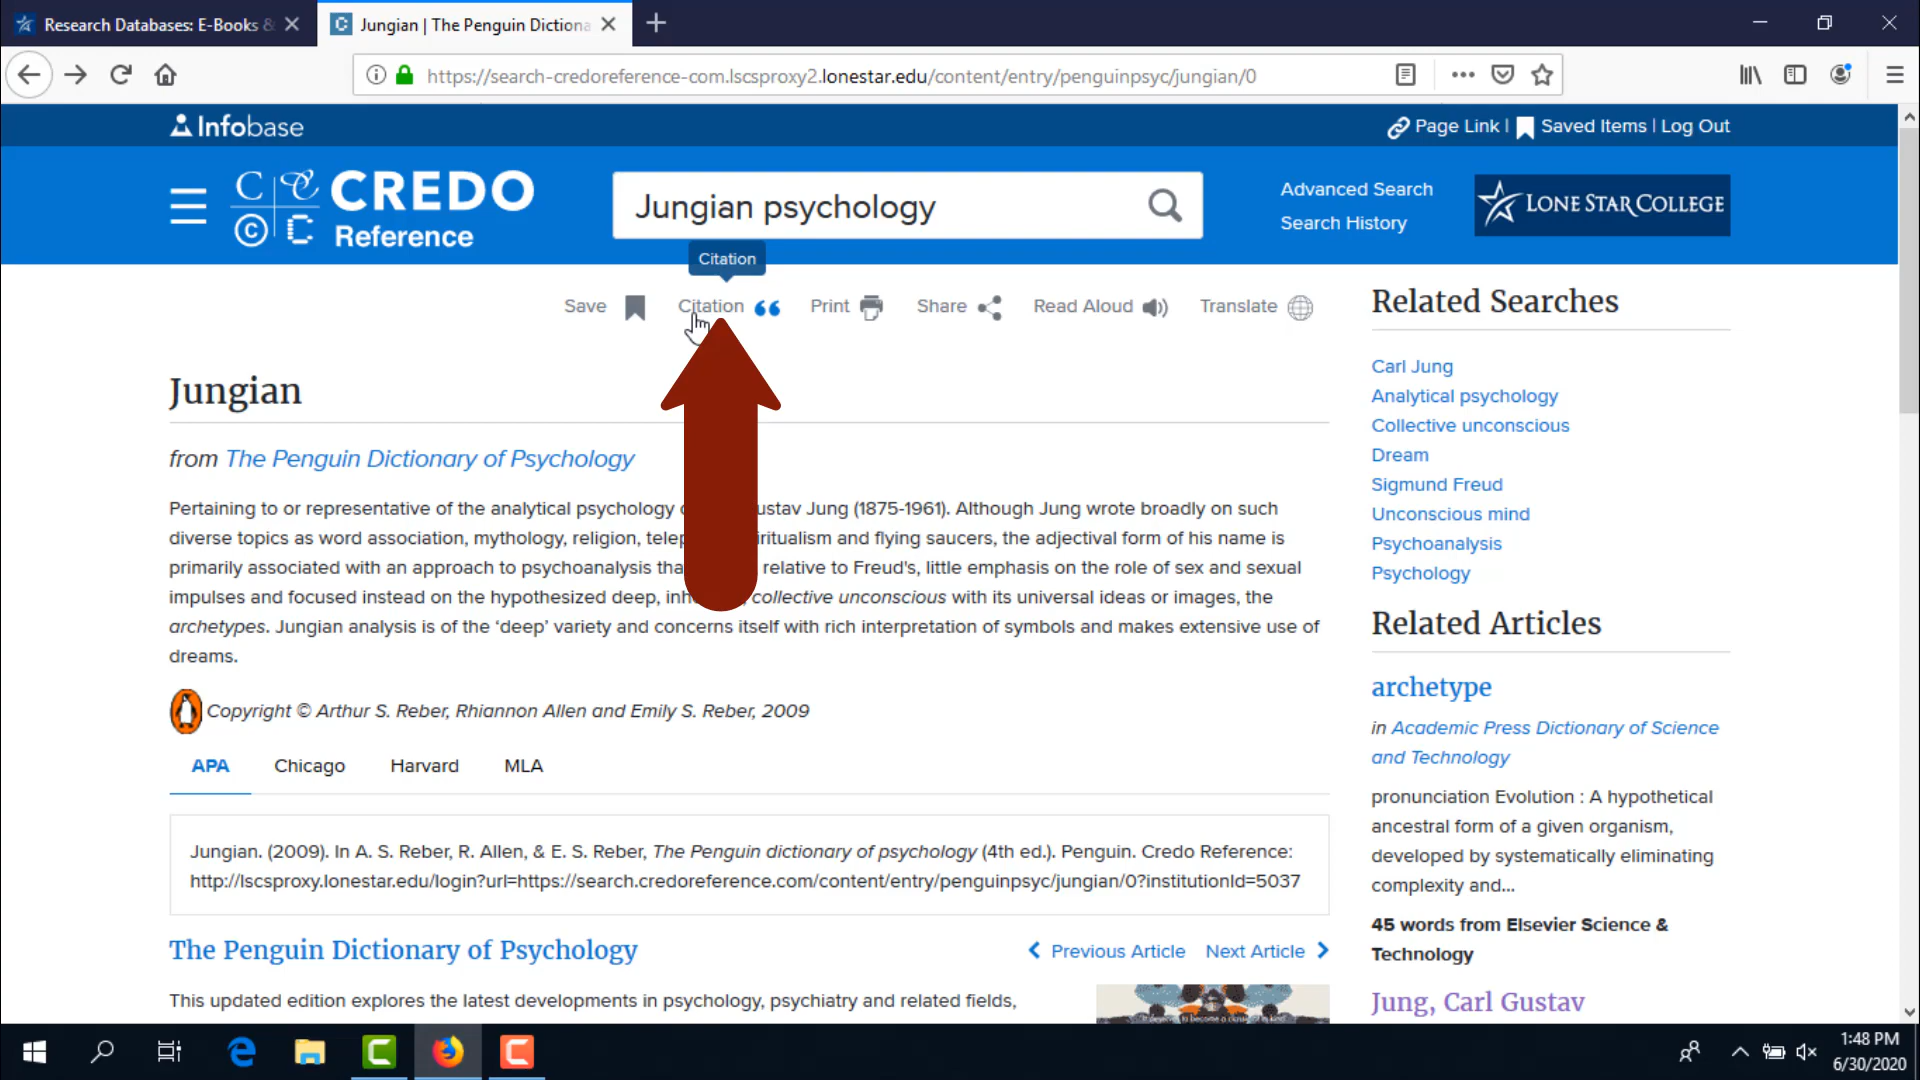 Research Databases: E-Books &
Jungian | The Penguin Dictiona
https://search-credoreference-com.lscsproxy2.lonestar.edu/content/entry/penguinpsyc/jungian/0
Infobase
Page Link | Saved Items | Log Out
CREDO
Reference
Jungian psychology
Advanced Search
Search History
LONE STAR COLLEGE
Citation
Save
Citation
Print
Share
Read Aloud
Translate
Jungian
from The Penguin Dictionary of Psychology
Pertaining to or representative of the analytical psychology ustav Jung (1875-1961). Although Jung wrote broadly on such
diverse topics as word association, mythology, religion, telep iritualism and flying saucers, the adjectival form of his name is
primarily associated with an approach to psychoanalysis tha relative to Freud's, little emphasis on the role of sex and sexual
impulses and focused instead on the hypothesized deep, inh collective unconscious with its universal ideas or images, the
archetypes. Jungian analysis is of the ‘deep’ variety and concerns itself with rich interpretation of symbols and makes extensive use of
dreams.
Copyright © Arthur S. Reber, Rhiannon Allen and Emily S. Reber, 2009
APA Chicago Harvard MLA
Jungian. (2009). In A. S. Reber, R. Allen, & E. S. Reber, The Penguin dictionary of psychology (4th ed.). Penguin. Credo Reference:
http://lscsproxy.lonestar.edu/login?url=https://search.credoreference.com/content/entry/penguinpsyc/jungian/0?institutionId=5037
The Penguin Dictionary of Psychology
Previous Article Next Article
This updated edition explores the latest developments in psychology, psychiatry and related fields,
Related Searches
Carl Jung
Analytical psychology
Collective unconscious
Dream
Sigmund Freud
Unconscious mind
Psychoanalysis
Psychology
Related Articles
archetype
in Academic Press Dictionary of Science
and Technology
pronunciation Evolution : A hypothetical
ancestral form of a given organism,
developed by systematically eliminating
complexity and...
45 words from Elsevier Science &
Technology
Jung, Carl Gustav
1:48 PM
6/30/2020